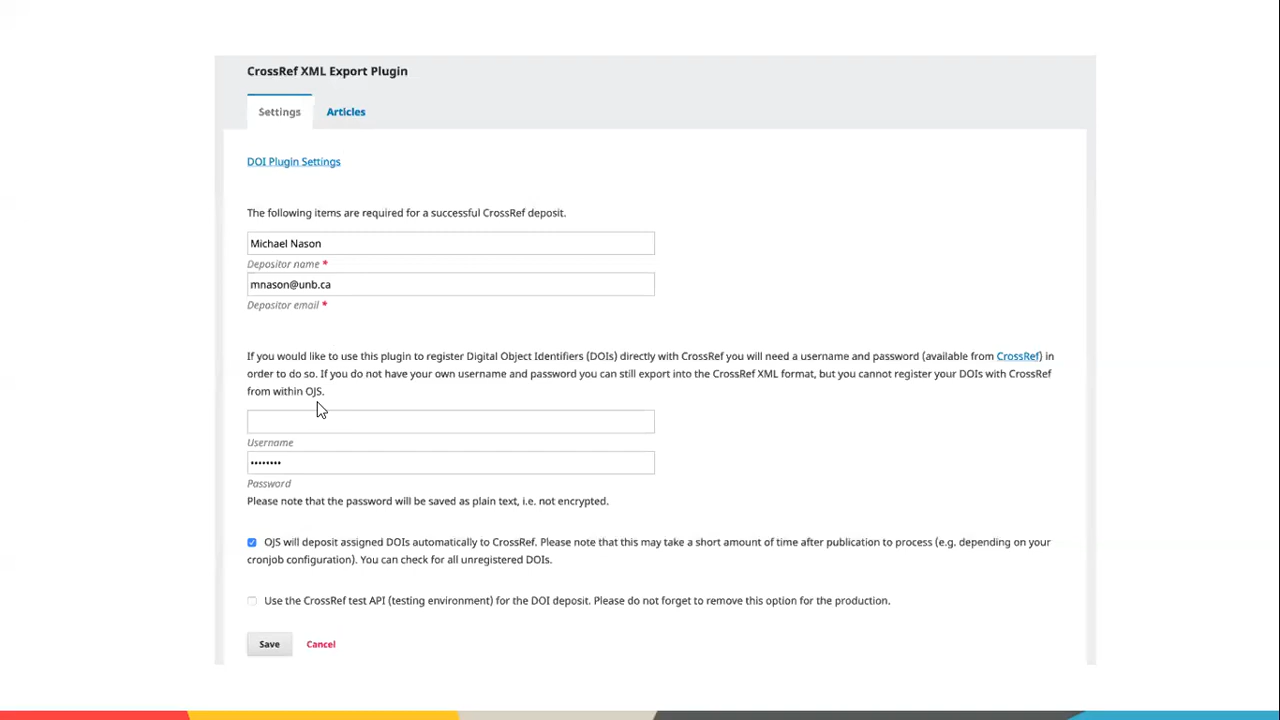 CrossRef XML Export Plugin
Settings
Articles
DOI Plugin Settings
The following items are required for a successful CrossRef deposit.
Michael Nason
Depositor name *
mnason@unb.ca
Depositor email *
If you would like to use this plugin to register Digital Object Identifiers (DOIs) directly with CrossRef you will need a username and password (available from CrossRef) in
order to do so. If you do not have your own username and password you can still export into the CrossRef XML format, but you cannot register your DOIs with CrossRef
from within OJS.
Username
••••••••
Password
Please note that the password will be saved as plain text, i.e. not encrypted.
OJS will deposit assigned DOIs automatically to CrossRef. Please note that this may take a short amount of time after publication to process (e.g. depending on your
cronjob configuration). You can check for all unregistered DOIs.
Use the CrossRef test API (testing environment) for the DOI deposit. Please do not forget to remove this option for the production.
Save
Cancel